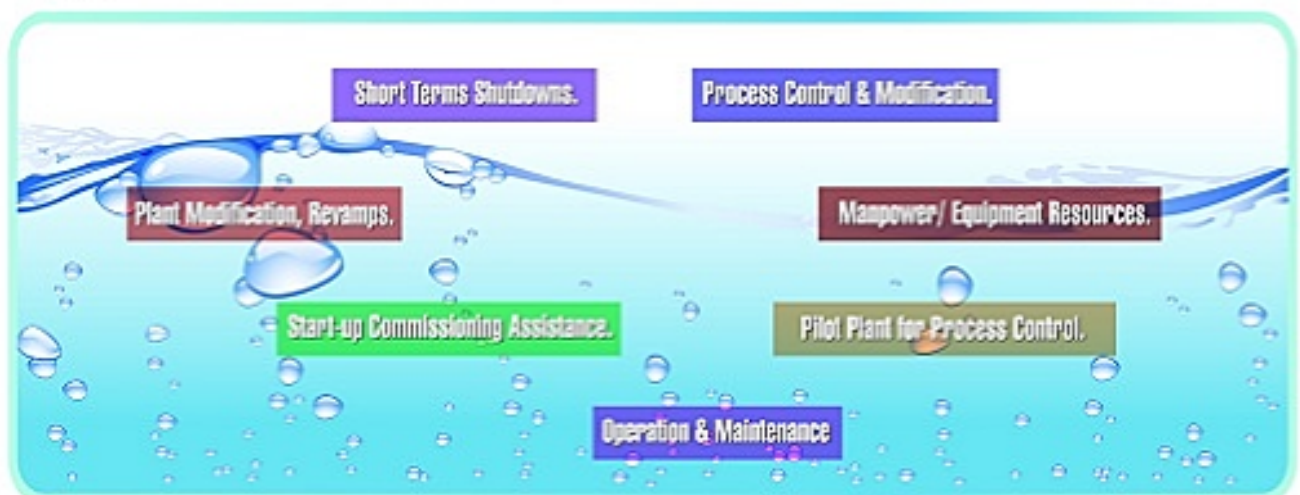 Short Terms Shutdowns.
Process Control & Modification.
Plant Modification, Revamps.
Manpower/ Equipment Resources.
Start-up Commissioning Assistance.
Pilot Plant for Process Control.
Operation & Maintenance